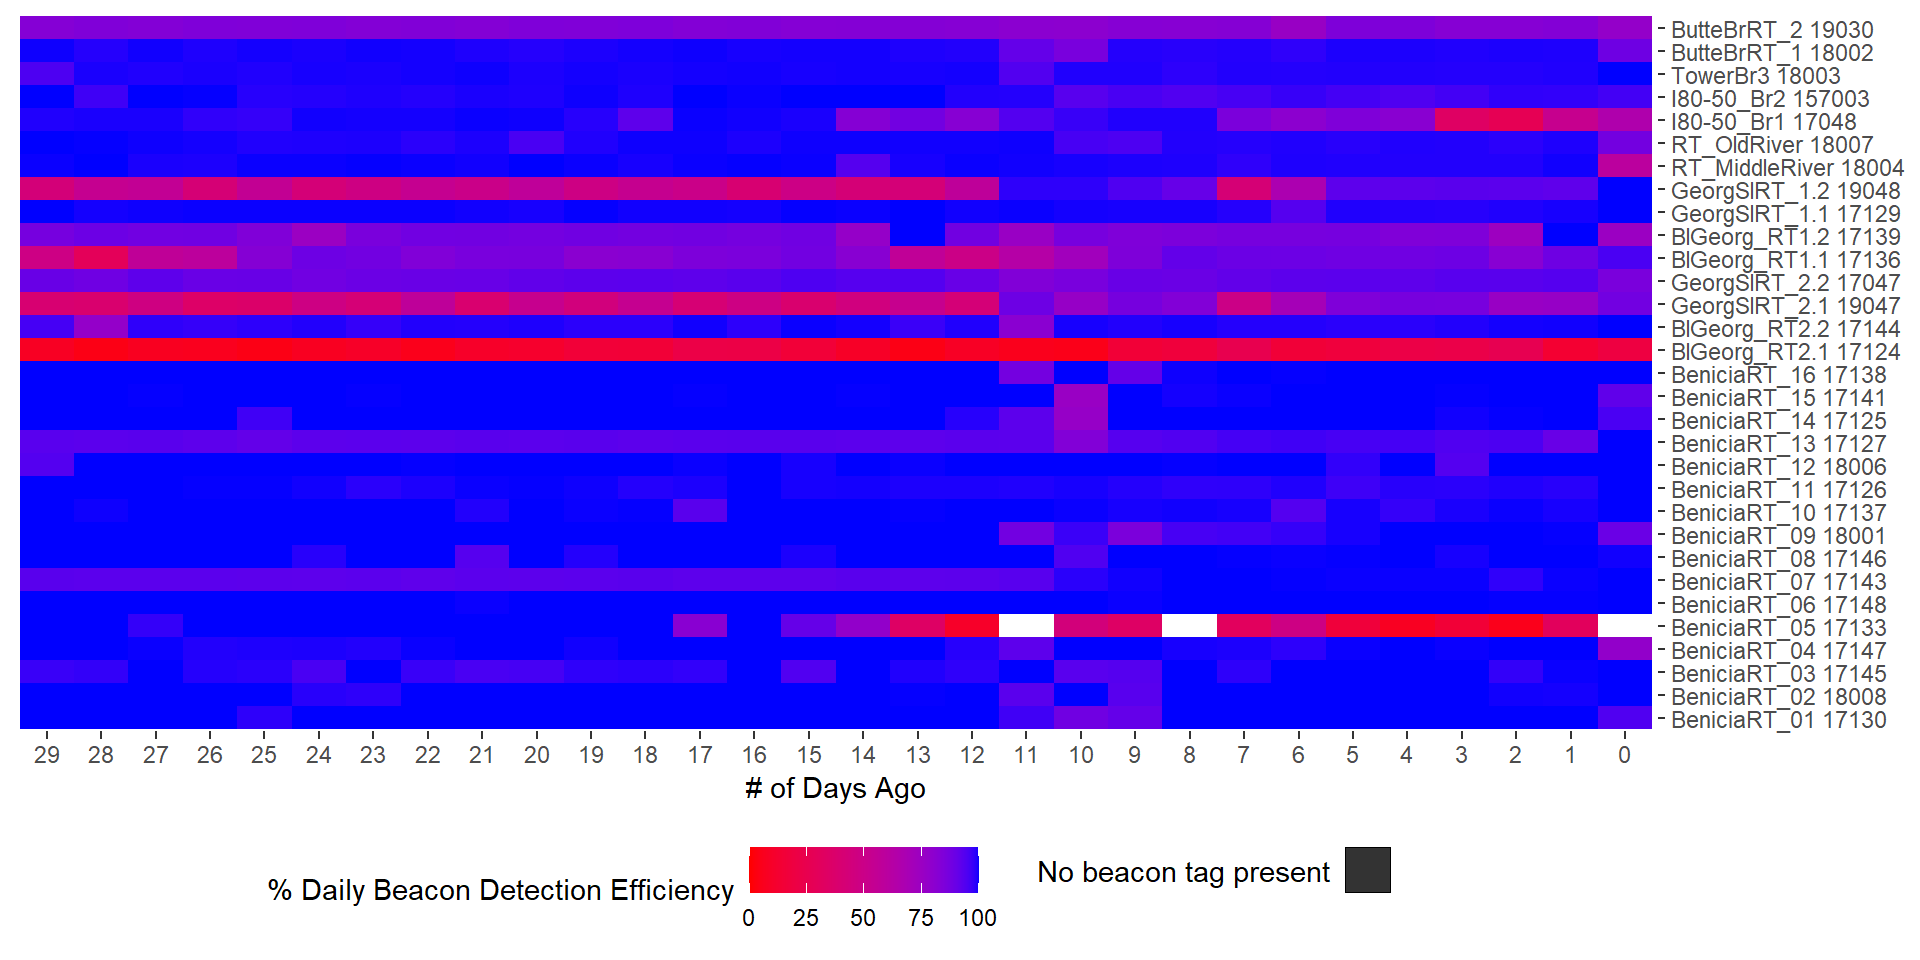 ButteBrRT_2 19030
ButteBrRT_1 18002
TowerBr3 18003
I80-50_Br2 157003
I80-50_Br1 17048
RT_OldRiver 18007
RT_MiddleRiver 18004
GeorgSlRT_1.2 19048
GeorgSlRT_1.1 17129
BlGeorg_RT1.2 17139
BlGeorg_RT1.1 17136
GeorgSlRT_2.2 17047
GeorgSlRT_2.1 19047
BlGeorg_RT2.2 17144
BlGeorg_RT2.1 17124
BeniciaRT_16 17138
BeniciaRT_15 17141
BeniciaRT_14 17125
BeniciaRT_13 17127
BeniciaRT_12 18006
BeniciaRT_11 17126
BeniciaRT_10 17137
BeniciaRT_09 18001
BeniciaRT_08 17146
BeniciaRT_07 17143
BeniciaRT_06 17148
BeniciaRT_05 17133
BeniciaRT_04 17147
BeniciaRT_03 17145
BeniciaRT_02 18008
BeniciaRT_01 17130
29 28 27 26 25 24 23 22 21 20 19 18 17 16 15 14 13 12 11 10 9 8 7 6 5 4 3 2 1 0
# of Days Ago
% Daily Beacon Detection Efficiency
0 25 50 75 100
No beacon tag present